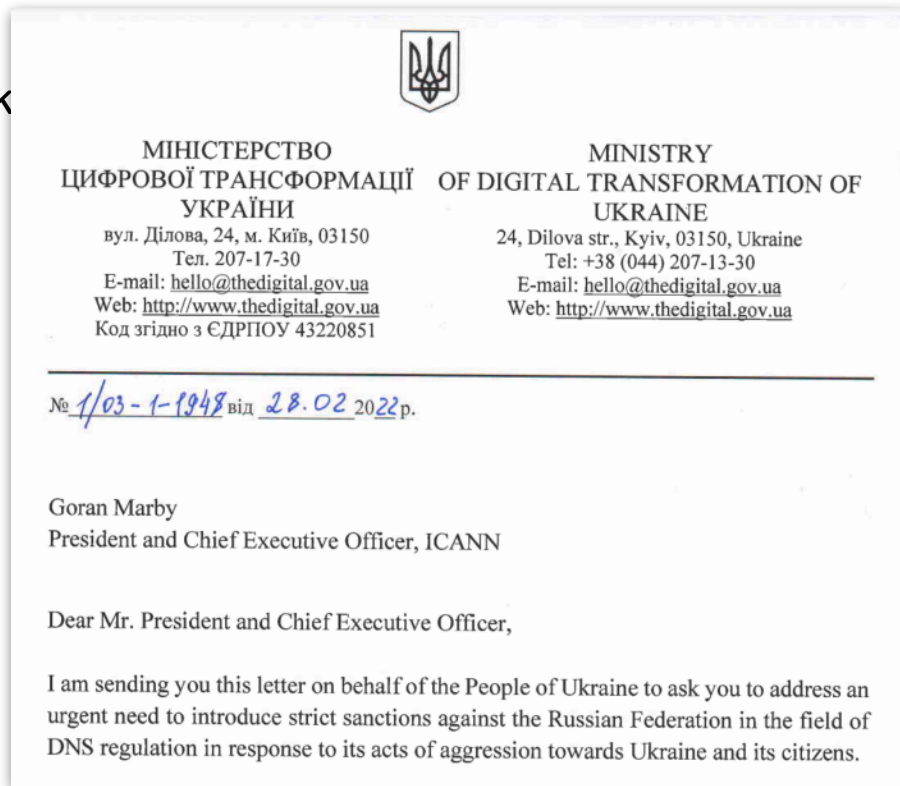 МІНІСТЕРСТВО
ЦИФРОВОЇ ТРАНСФОРМАЦІЇ
УКРАЇНИ
вул. Ділова, 24, м. Київ, 03150
Тел. 207-17-30
E-mail: hello@thedigital.gov.ua
Web: http://www.thedigital.gov.ua
Код згідно з ЄДРПОУ 43220851
MINISTRY
OF DIGITAL TRANSFORMATION OF
UKRAINE
24, Dilova str., Kyiv, 03150, Ukraine
Tel: +38 (044) 207-13-30
E-mail: hello@thedigital.gov.ua
Web: http://www.thedigital.gov.ua
№ 1/03-1-1948 від 28.02 2022 р.
Goran Marby
President and Chief Executive Officer, ICANN
Dear Mr. President and Chief Executive Officer,
I am sending you this letter on behalf of the People of Ukraine to ask you to address an
urgent need to introduce strict sanctions against the Russian Federation in the field of
DNS regulation in response to its acts of aggression towards Ukraine and its citizens.